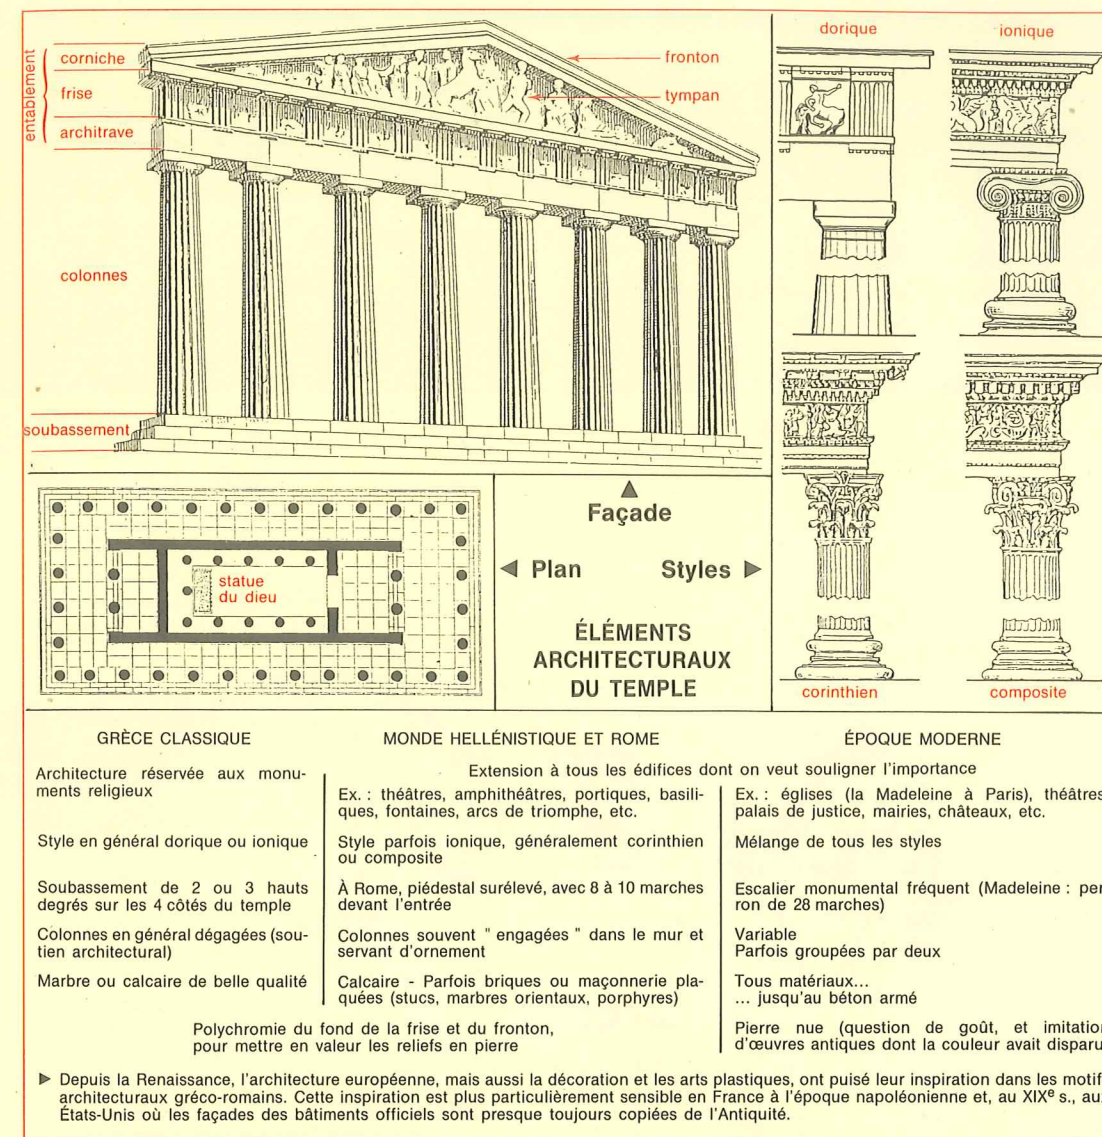 entablement
corniche
frise
architrave
colonnes
soubassement
fronton
tympan
dorique
ionique
corinthien
composite
statue
du dieu
▲
Façade
◄ Plan
Styles ►
ÉLÉMENTS
ARCHITECTURAUX
DU TEMPLE
GRÈCE CLASSIQUE
Architecture réservée aux monu-
ments religieux
Style en général dorique ou ionique
Soubassement de 2 ou 3 hauts
degrés sur les 4 côtés du temple
Colonnes en général dégagées (sou-
tien architectural)
Marbre ou calcaire de belle qualité
MONDE HELLÉNISTIQUE ET ROME
ÉPOQUE MODERNE
Extension à tous les édifices dont on veut souligner l'importance
Ex. : théâtres, amphithéâtres, portiques, basili-
ques, fontaines, arcs de triomphe, etc.
Style parfois ionique, généralement corinthien
ou composite
À Rome, piédestal surélevé, avec 8 à 10 marches
devant l'entrée
Colonnes souvent " engagées " dans le mur et
servant d'ornement
Calcaire - Parfois briques ou maçonnerie pla-
quées (stucs, marbres orientaux, porphyres)
Polychromie du fond de la frise et du fronton,
pour mettre en valeur les reliefs en pierre
Ex. : églises (la Madeleine à Paris), théâtres
palais de justice, mairies, châteaux, etc.
Mélange de tous les styles
Escalier monumental fréquent (Madeleine : per
ron de 28 marches)
Variable
Parfois groupées par deux
Tous matériaux...
... jusqu'au béton armé
Pierre nue (question de goût, et imitation
d'œuvres antiques dont la couleur avait disparu
► Depuis la Renaissance, l'architecture européenne, mais aussi la décoration et les arts plastiques, ont puisé leur inspiration dans les motif
architecturaux gréco-romains. Cette inspiration est plus particulièrement sensible en France à l'époque napoléonienne et, au XIXe s., au
États-Unis où les façades des bâtiments officiels sont presque toujours copiées de l'Antiquité.